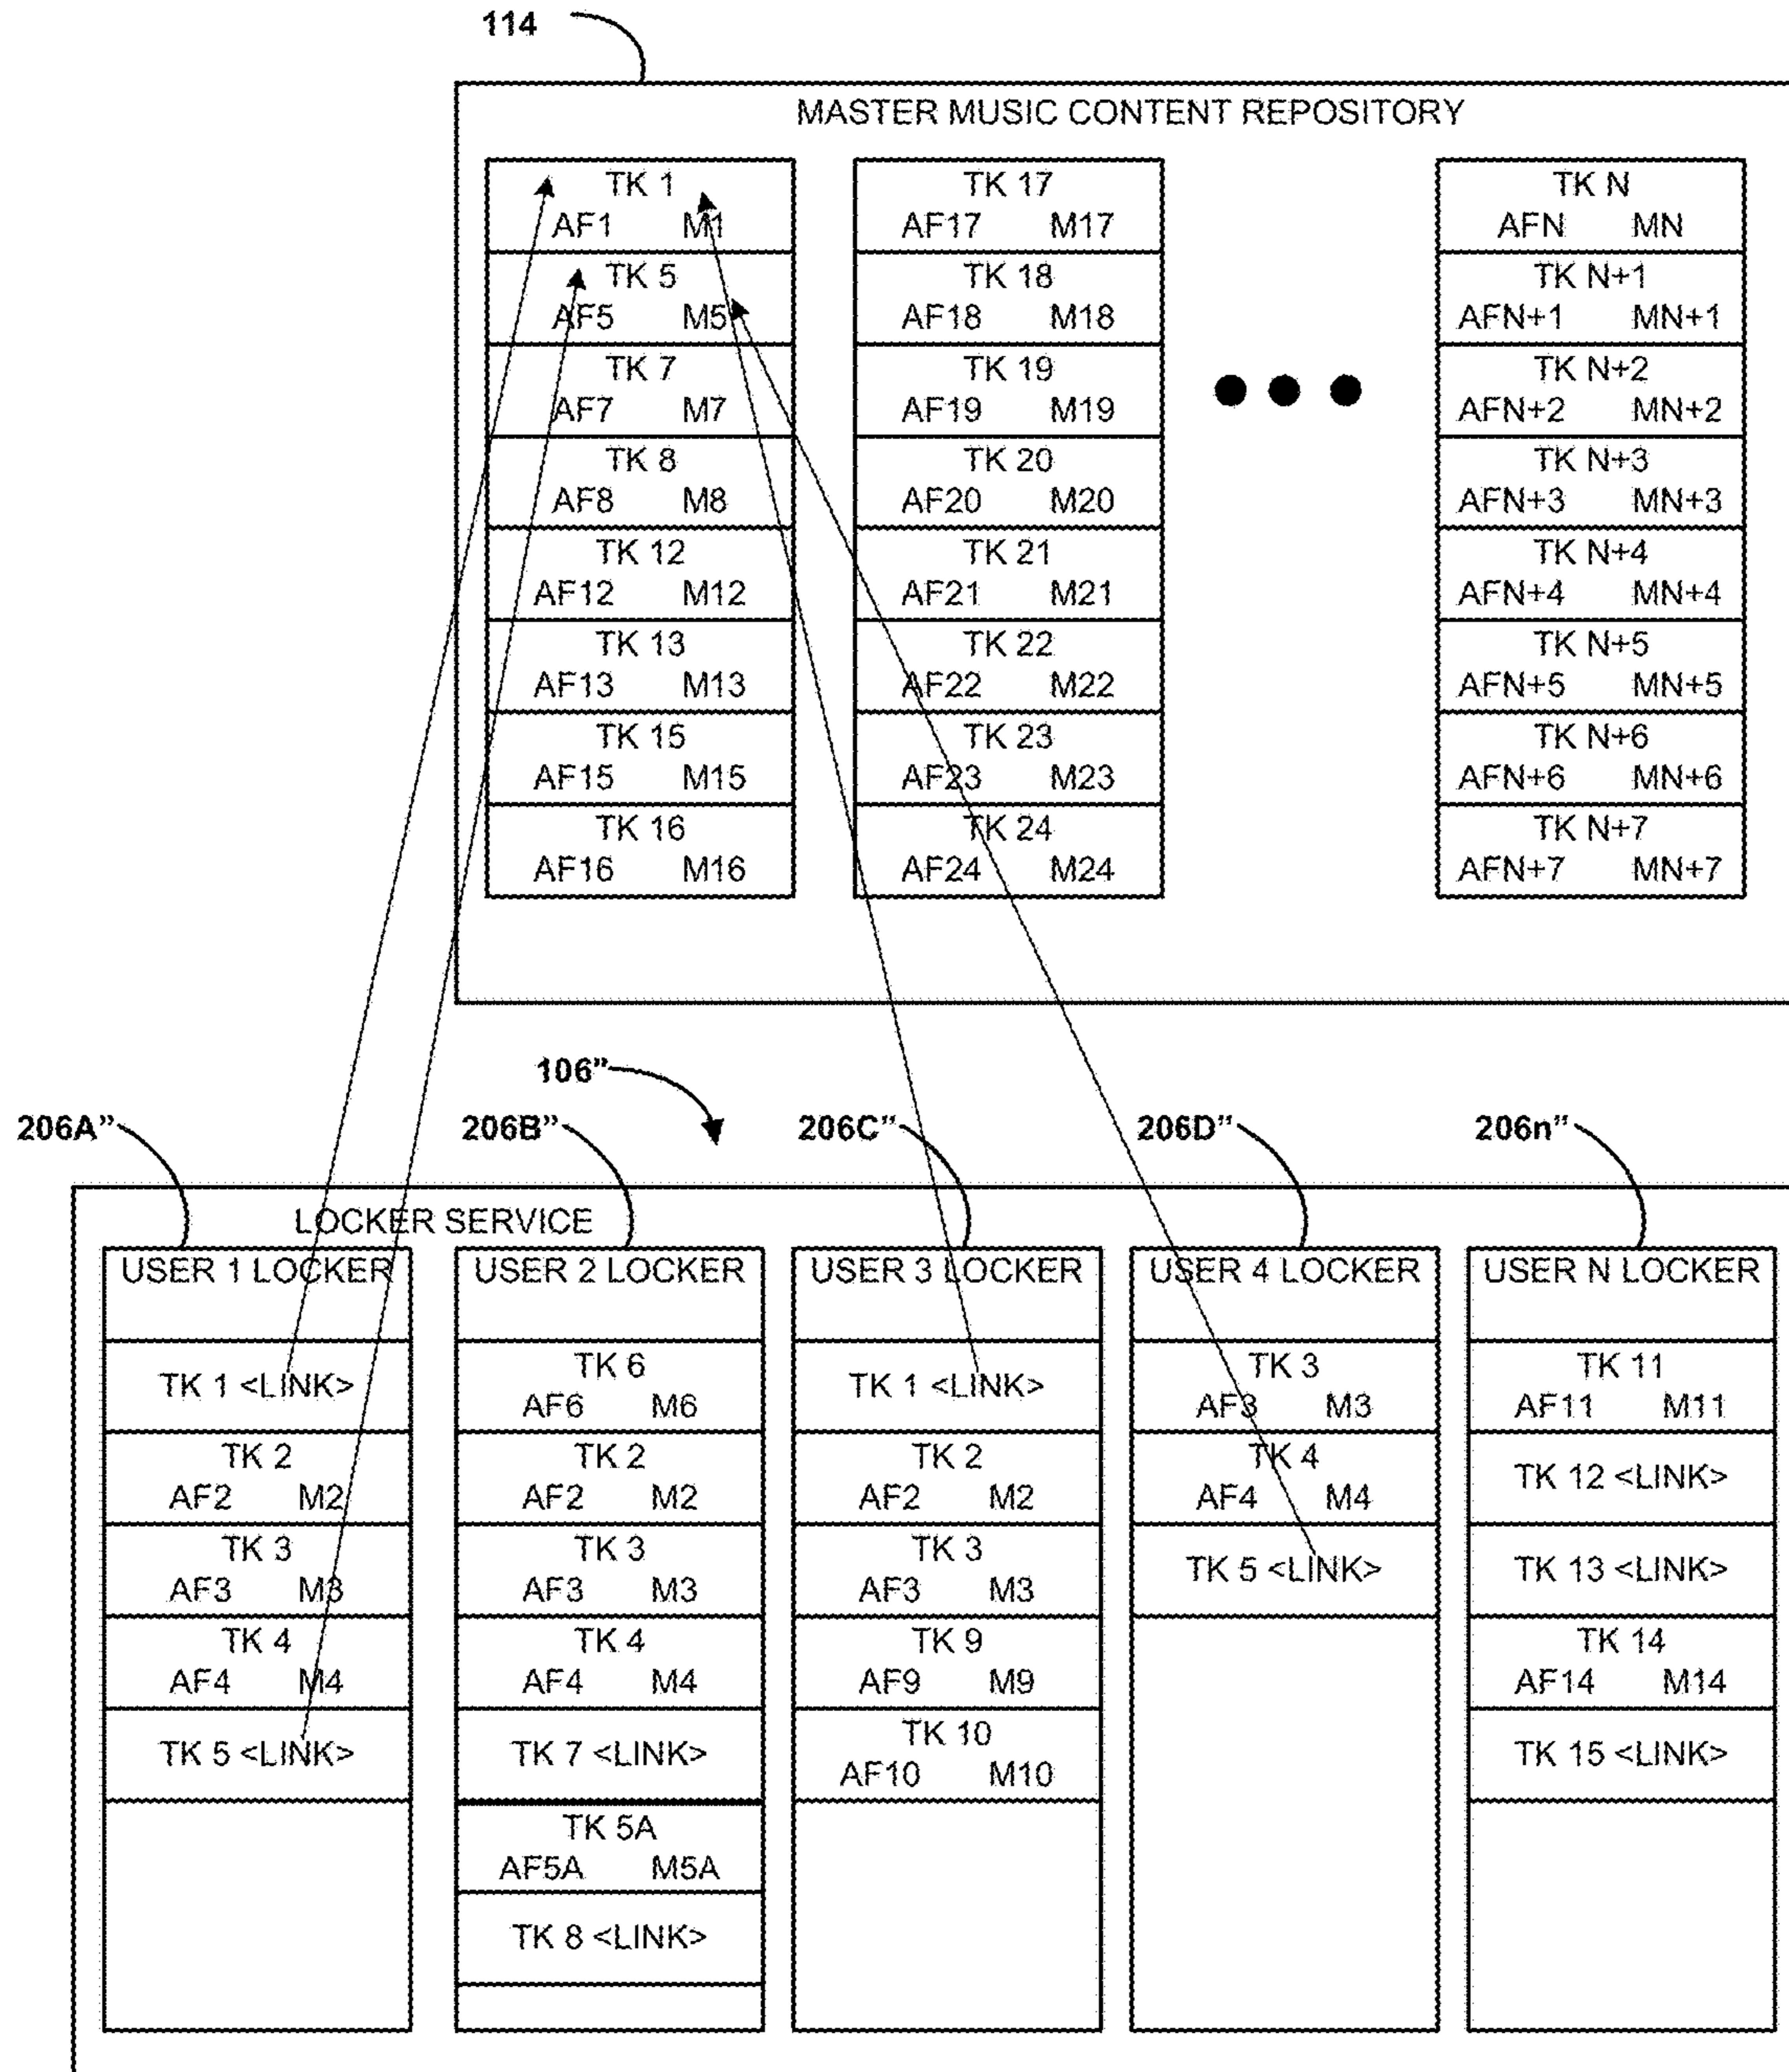 114
MASTER MUSIC CONTENT REPOSITORY
TK 1
AF1 M1
TK 5
AF5 M5
TK 7
AF7 M7
TK 8
AF8 M8
TK 12
AF12 M12
TK 13
AF13 M13
TK 15
AF15 M15
TK 16
AF16 M16
TK 17
AF17 M17
TK 18
AF18 M18
TK 19
AF19 M19
TK 20
AF20 M20
TK 21
AF21 M21
TK 22
AF22 M22
TK 23
AF23 M23
TK 24
AF24 M24
TK N
AFN MN
TK N+1
AFN+1 MN+1
TK N+2
AFN+2 MN+2
TK N+3
AFN+3 MN+3
TK N+4
AFN+4 MN+4
TK N+5
AFN+5 MN+5
TK N+6
AFN+6 MN+6
TK N+7
AFN+7 MN+7
106”
206A” 206B” 206C” 206D” 206n”
LOCKER SERVICE
USER 1 LOCKER
TK 1 <LINK>
TK 2
AF2 M2
TK 3
AF3 M3
TK 4
AF4 M4
TK 5 <LINK>
USER 2 LOCKER
TK 6
AF6 M6
TK 2
AF2 M2
TK 3
AF3 M3
TK 4
AF4 M4
TK 7 <LINK>
TK 5A
AF5A M5A
TK 8 <LINK>
USER 3 LOCKER
TK 1 <LINK>
TK 2
AF2 M2
TK 3
AF3 M3
TK 9
AF9 M9
TK 10
AF10 M10
USER 4 LOCKER
TK 3
AF3 M3
TK 4
AF4 M4
TK 5 <LINK>
USER N LOCKER
TK 11
AF11 M11
TK 12 <LINK>
TK 13 <LINK>
TK 14
AF14 M14
TK 15 <LINK>